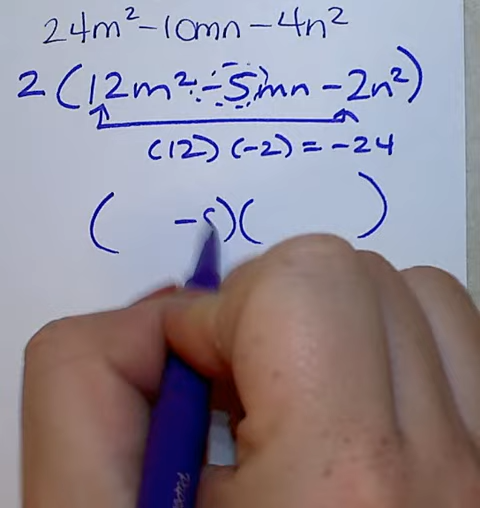 24m² - 10mn - 4n²
2 (12m² - 5mn - 2n²)
(12) (-2) = -24
(      -   )(          )